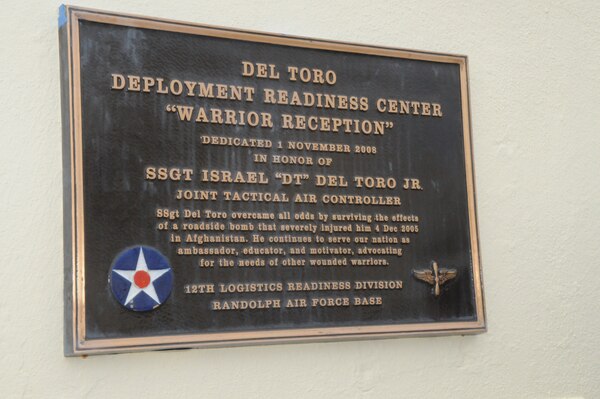 DEL TORO
DEPLOYMENT READINESS CENTER
“WARRIOR RECEPTION”
DEDICATED 1 NOVEMBER 2008
IN HONOR OF
SSGT ISRAEL “DT” DEL TORO JR.
JOINT TACTICAL AIR CONTROLLER
SSgt Del Toro overcame all odds by surviving the effects
of a roadside bomb that severely injured him 4 Dec 2005
in Afghanistan. He continues to serve our nation as
ambassador, educator, and motivator, advocating
for the needs of other wounded warriors.
12TH LOGISTICS READINESS DIVISION
RANDOLPH AIR FORCE BASE